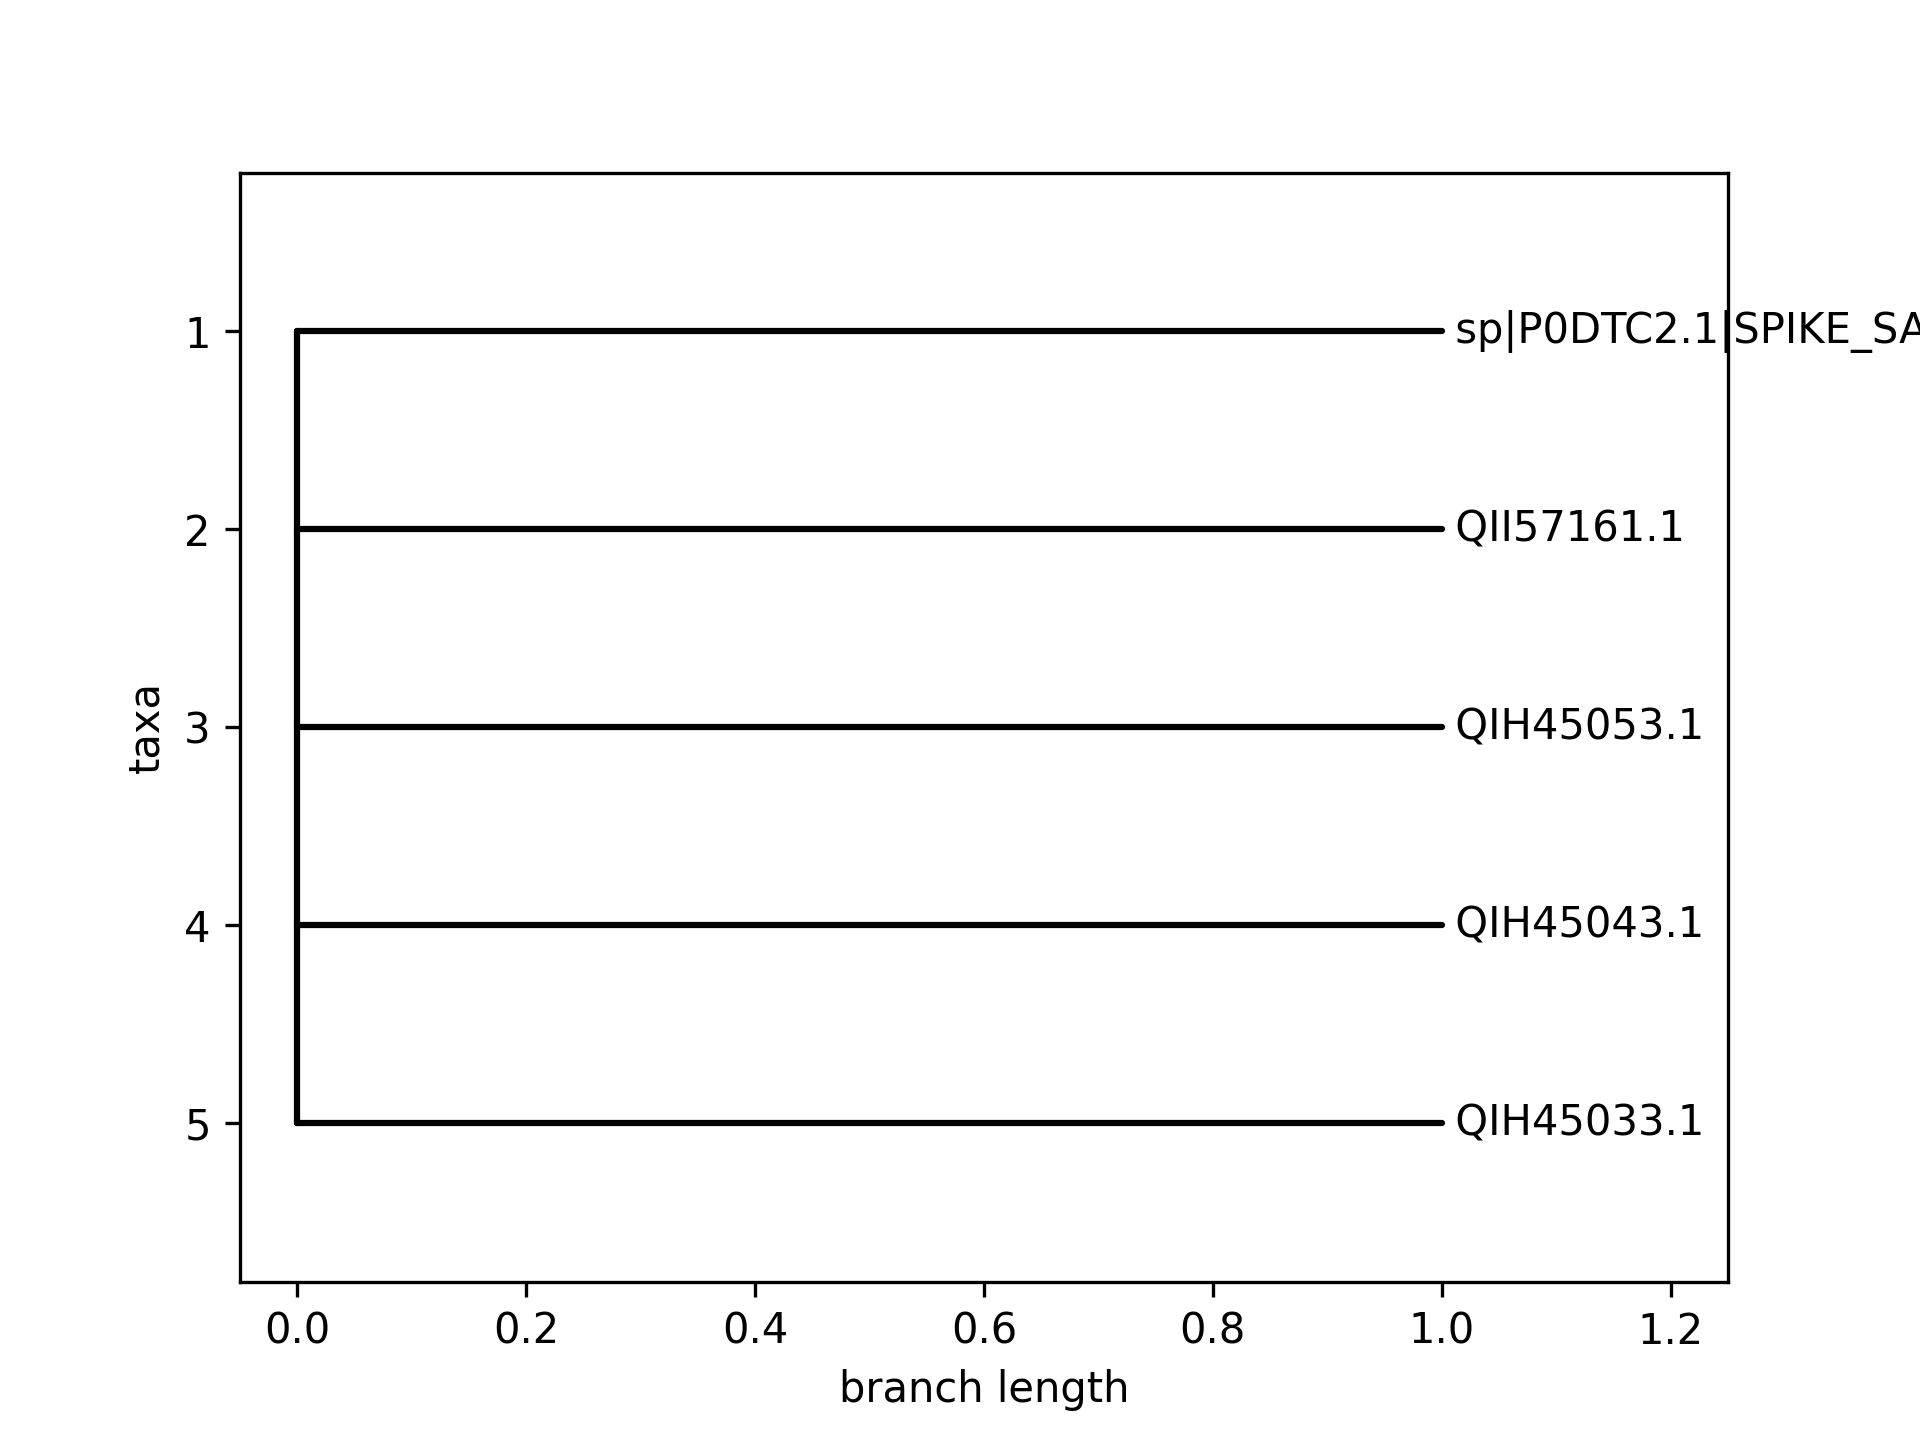 sp|P0DTC2.1|SPIKE_SA
1
QII57161.1
2
QIH45053.1
3
taxa
QIH45043.1
4
QIH45033.1
5
0.0 0.2 0.4 0.6 0.8 1.0 1.2
branch length